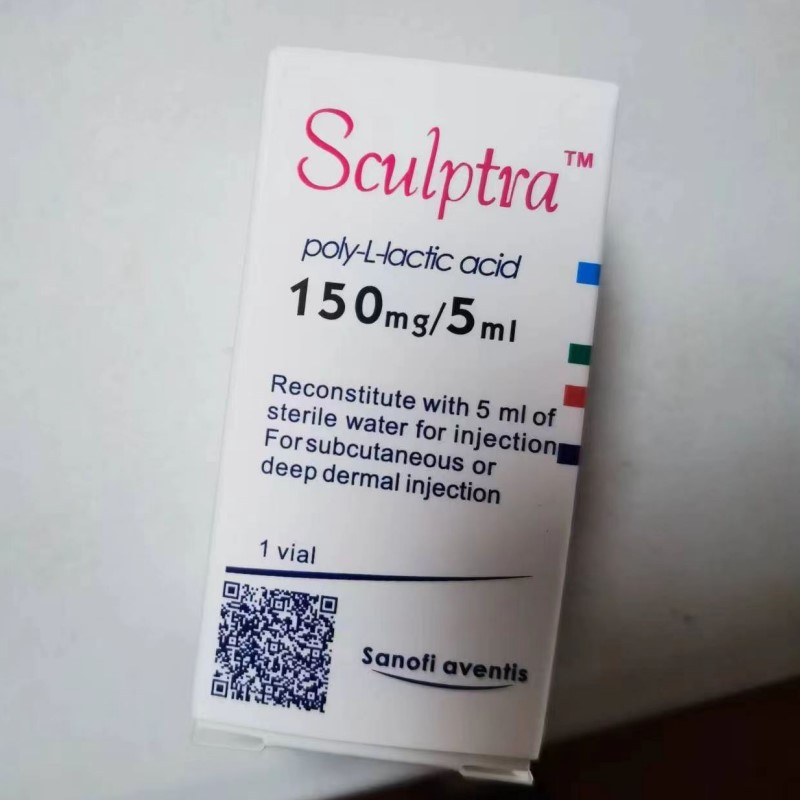 Sculptra™
poly-L-lactic acid
150mg/5ml
Reconstitute with 5 ml of
sterile water for injection
For subcutaneous or
deep dermal injection
1 vial
Sanofi aventis